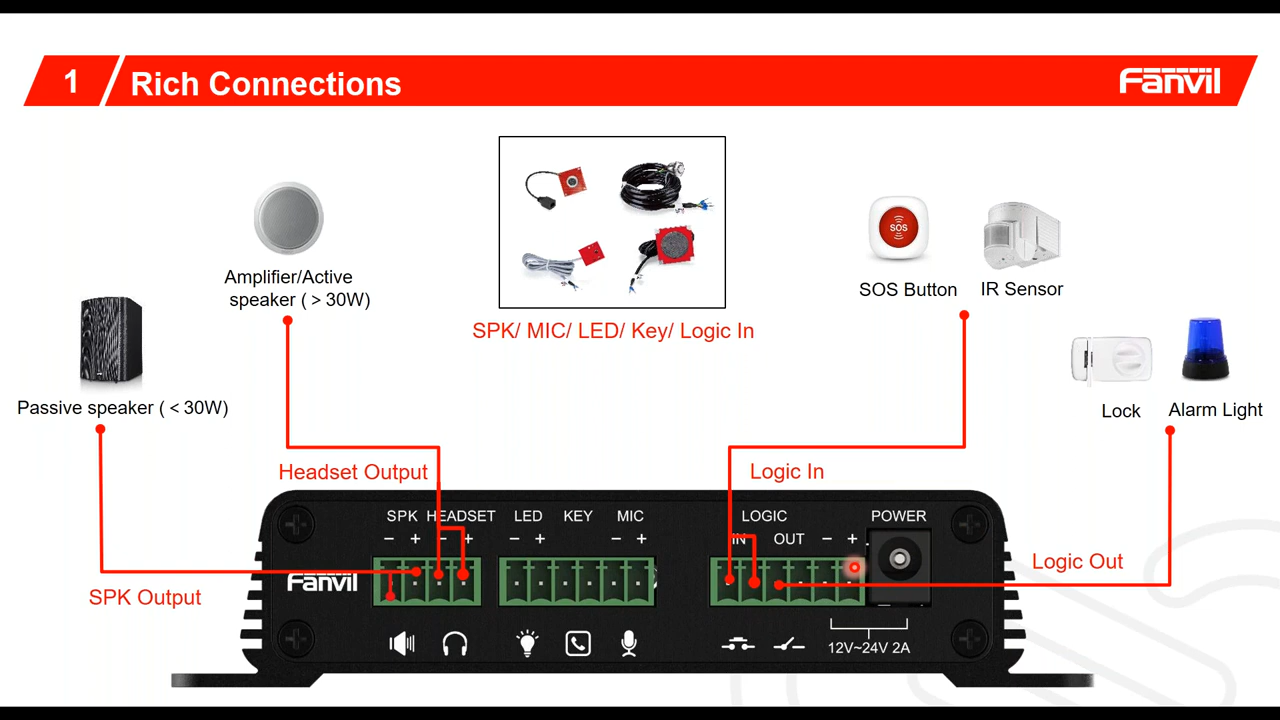 1 Rich Connections
Fanvil
Amplifier/Active
speaker (＞30W)
Passive speaker (＜30W)
SPK/ MIC/ LED/ Key/ Logic In
SOS
SOS Button
IR Sensor
Lock
Alarm Light
Headset Output
Logic In
SPK Output
Logic Out
SPK HEADSET LED KEY MIC LOGIC POWER
− + − + − + − + IN OUT − +
Fanvil
12V~24V 2A